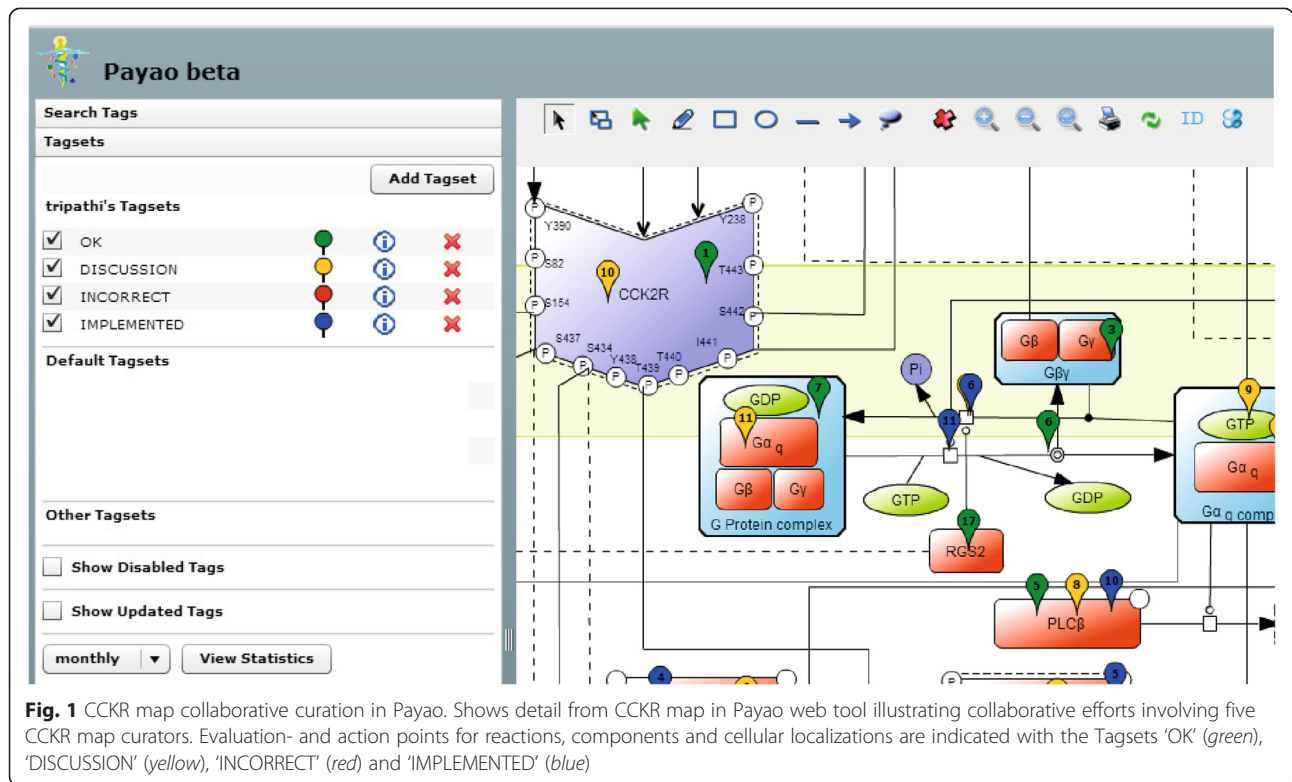 Payao beta
Search Tags
Tagsets
Add Tagset
tripathi's Tagsets
OK
DISCUSSION
INCORRECT
IMPLEMENTED
Default Tagsets
Other Tagsets
Show Disabled Tags
Show Updated Tags
monthly
View Statistics
ID
P
Y390
P
Y238
1
10
CCK2R
P
S82
T443
P
P
S154
S442
P
P
S437
S434
Y438
T439
T440
I441
P
P
P
P
P
P
3
Gβ
Gγ
Gβγ
Pi
6
7
GDP
11
Gα q
Gβ
Gγ
G Protein complex
11
6
9
GTP
Gα q
Gα q comp
GTP
GDP
17
RGS2
5
8
10
PLCβ
4
5
P
Fig. 1 CCKR map collaborative curation in Payao. Shows detail from CCKR map in Payao web tool illustrating collaborative efforts involving five
CCKR map curators. Evaluation- and action points for reactions, components and cellular localizations are indicated with the Tagsets 'OK' (green),
'DISCUSSION' (yellow), 'INCORRECT' (red) and 'IMPLEMENTED' (blue)